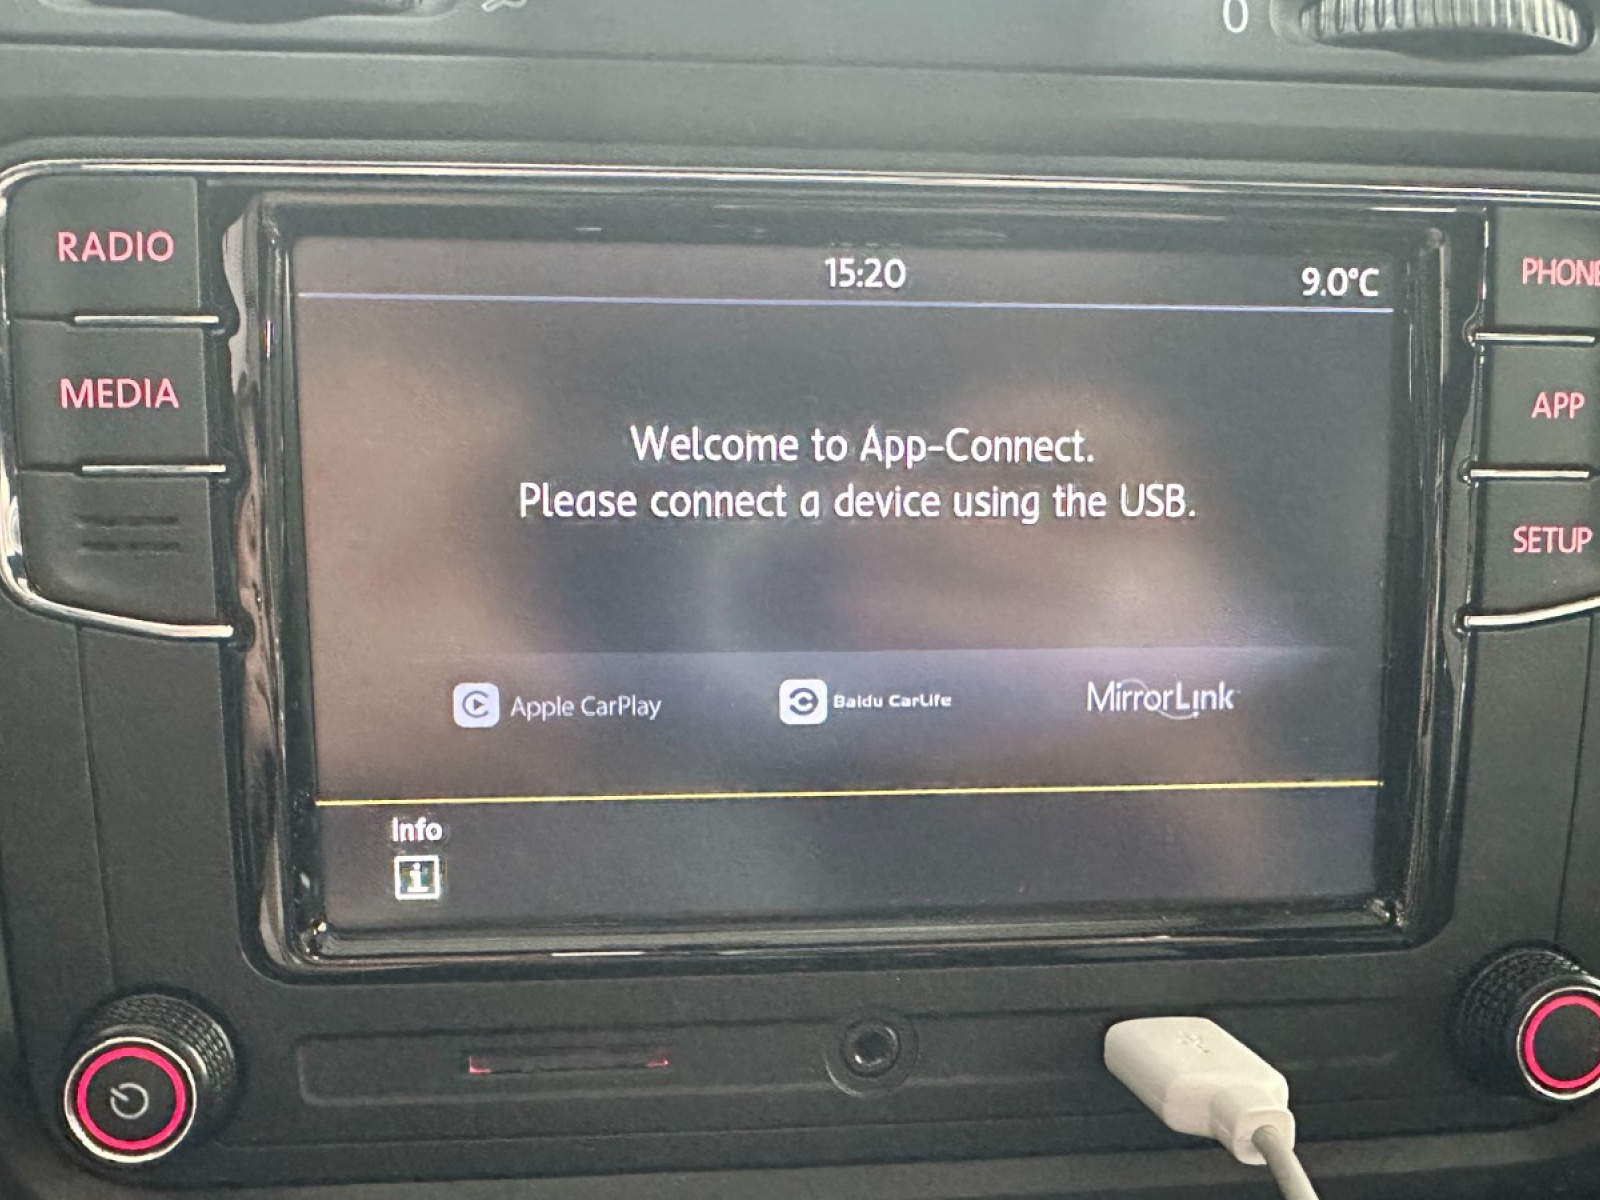 0
RADIO
MEDIA
15:20
9.0°C
Welcome to App-Connect.
Please connect a device using the USB.
Apple CarPlay
Baidu CarLife
MirrorLink
Info
i
PHONE
APP
SETUP